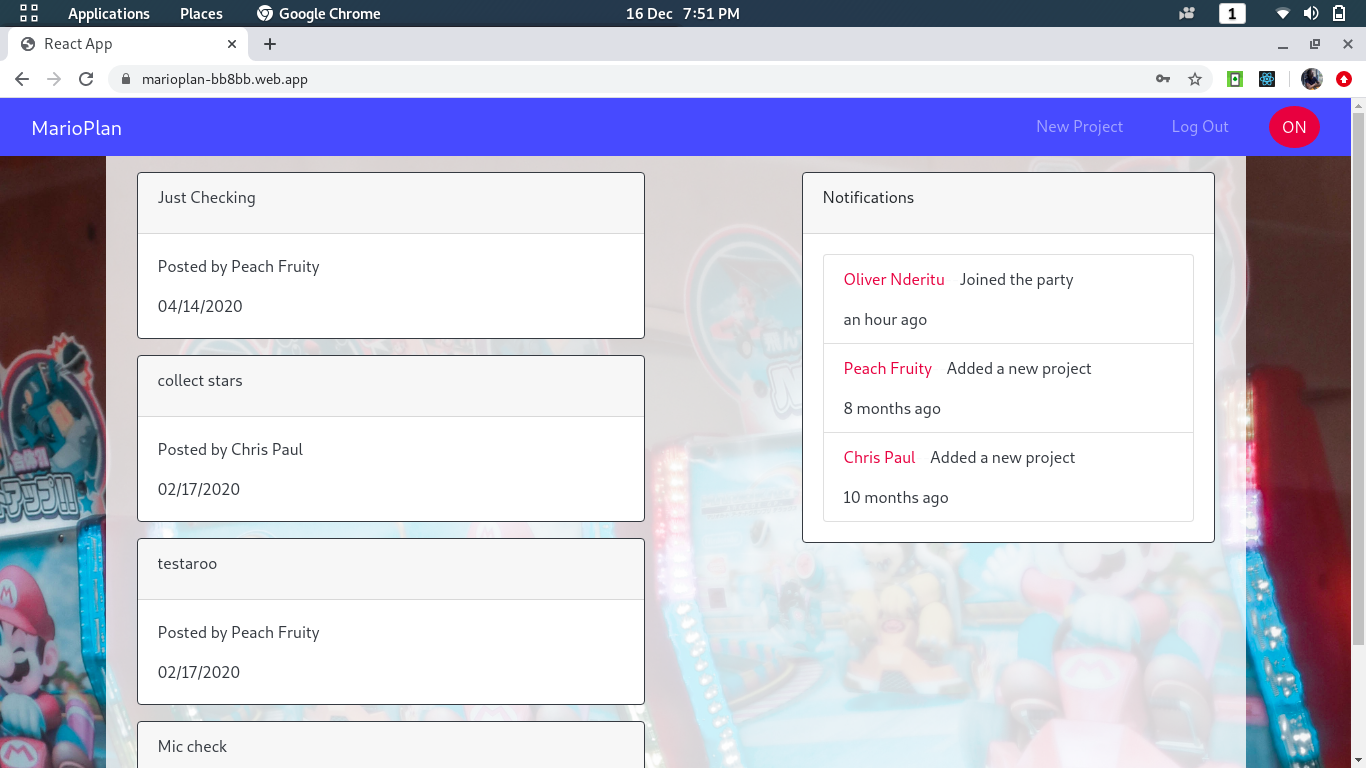 Applications Places Google Chrome 16 Dec 7:51 PM 1
React App
marioplan-bb8bb.web.app
MarioPlan New Project Log Out ON
Just Checking
Posted by Peach Fruity
04/14/2020
collect stars
Posted by Chris Paul
02/17/2020
testaroo
Posted by Peach Fruity
02/17/2020
Mic check
Notifications
Oliver Nderitu Joined the party
an hour ago
Peach Fruity Added a new project
8 months ago
Chris Paul Added a new project
10 months ago